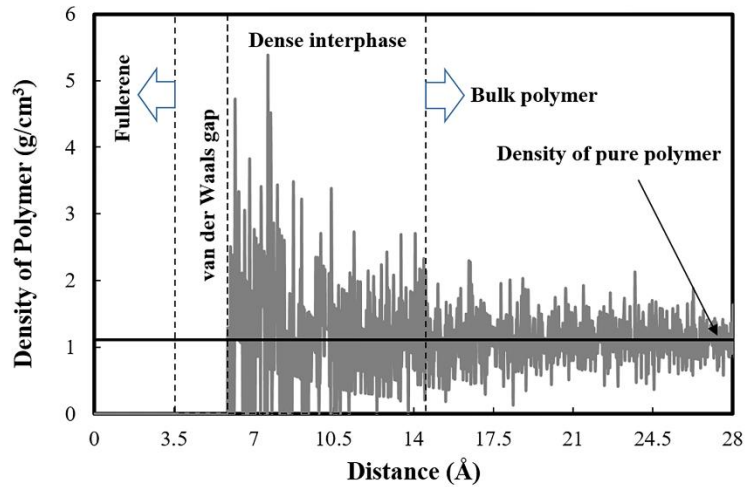 6
5
4
3
2
1
0
Density of Polymer (g/cm³)
Fullerene
van der Waals gap
Dense interphase
Bulk polymer
Density of pure polymer
0 3.5 7 10.5 14 17.5 21 24.5 28
Distance (Å)